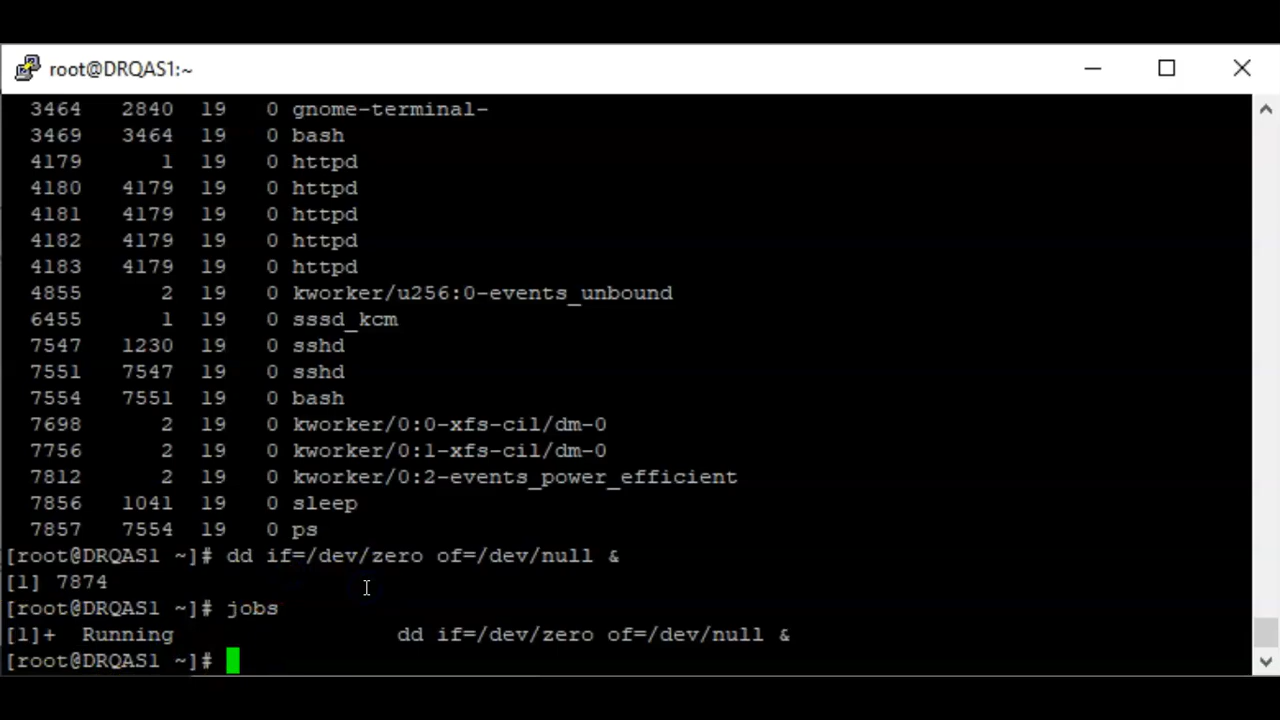 root@DRQAS1:~
3464 2840 19 0 gnome-terminal-
3469 3464 19 0 bash
4179 1 19 0 httpd
4180 4179 19 0 httpd
4181 4179 19 0 httpd
4182 4179 19 0 httpd
4183 4179 19 0 httpd
4855 2 19 0 kworker/u256:0-events_unbound
6455 1 19 0 sssd_kcm
7547 1230 19 0 sshd
7551 7547 19 0 sshd
7554 7551 19 0 bash
7698 2 19 0 kworker/0:0-xfs-cil/dm-0
7756 2 19 0 kworker/0:1-xfs-cil/dm-0
7812 2 19 0 kworker/0:2-events_power_efficient
7856 1041 19 0 sleep
7857 7554 19 0 ps
[root@DRQAS1 ~]# dd if=/dev/zero of=/dev/null &
[1] 7874
[root@DRQAS1 ~]# jobs
[1]+ Running dd if=/dev/zero of=/dev/null &
[root@DRQAS1 ~]#